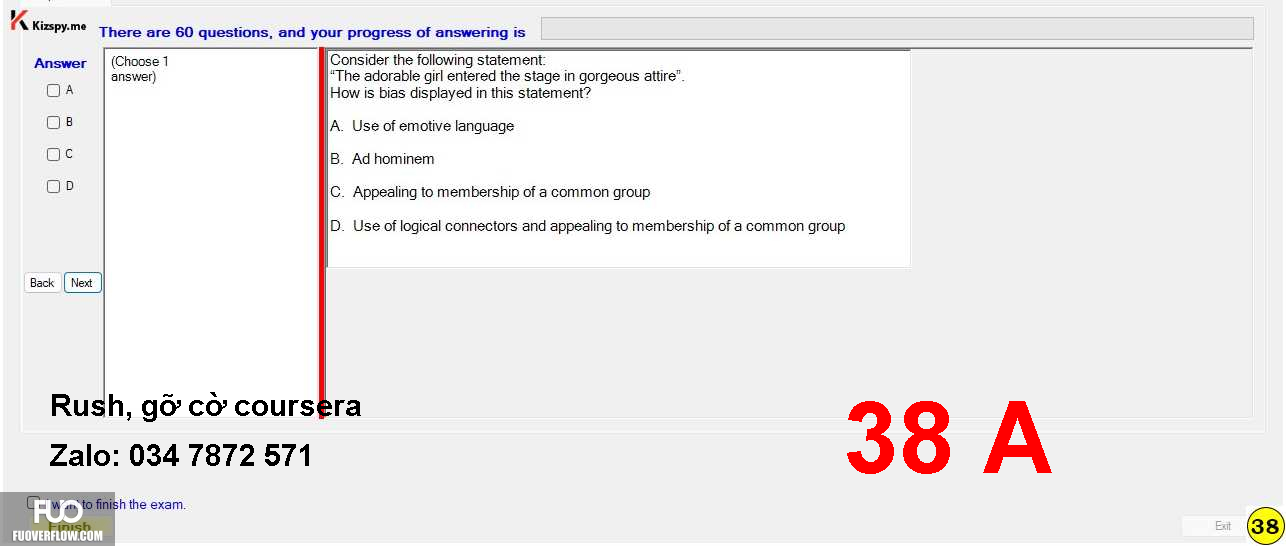 Kizspy.me
There are 60 questions, and your progress of answering is
Answer
A
B
C
D
Back Next
(Choose 1
answer)
Consider the following statement:
“The adorable girl entered the stage in gorgeous attire”.
How is bias displayed in this statement?
A. Use of emotive language
B. Ad hominem
C. Appealing to membership of a common group
D. Use of logical connectors and appealing to membership of a common group
Rush, gỡ cờ coursera
Zalo: 034 7872 571
38 A
I want to finish the exam.
Finish
FUO
FUOVERFLOW.COM
Exit
38